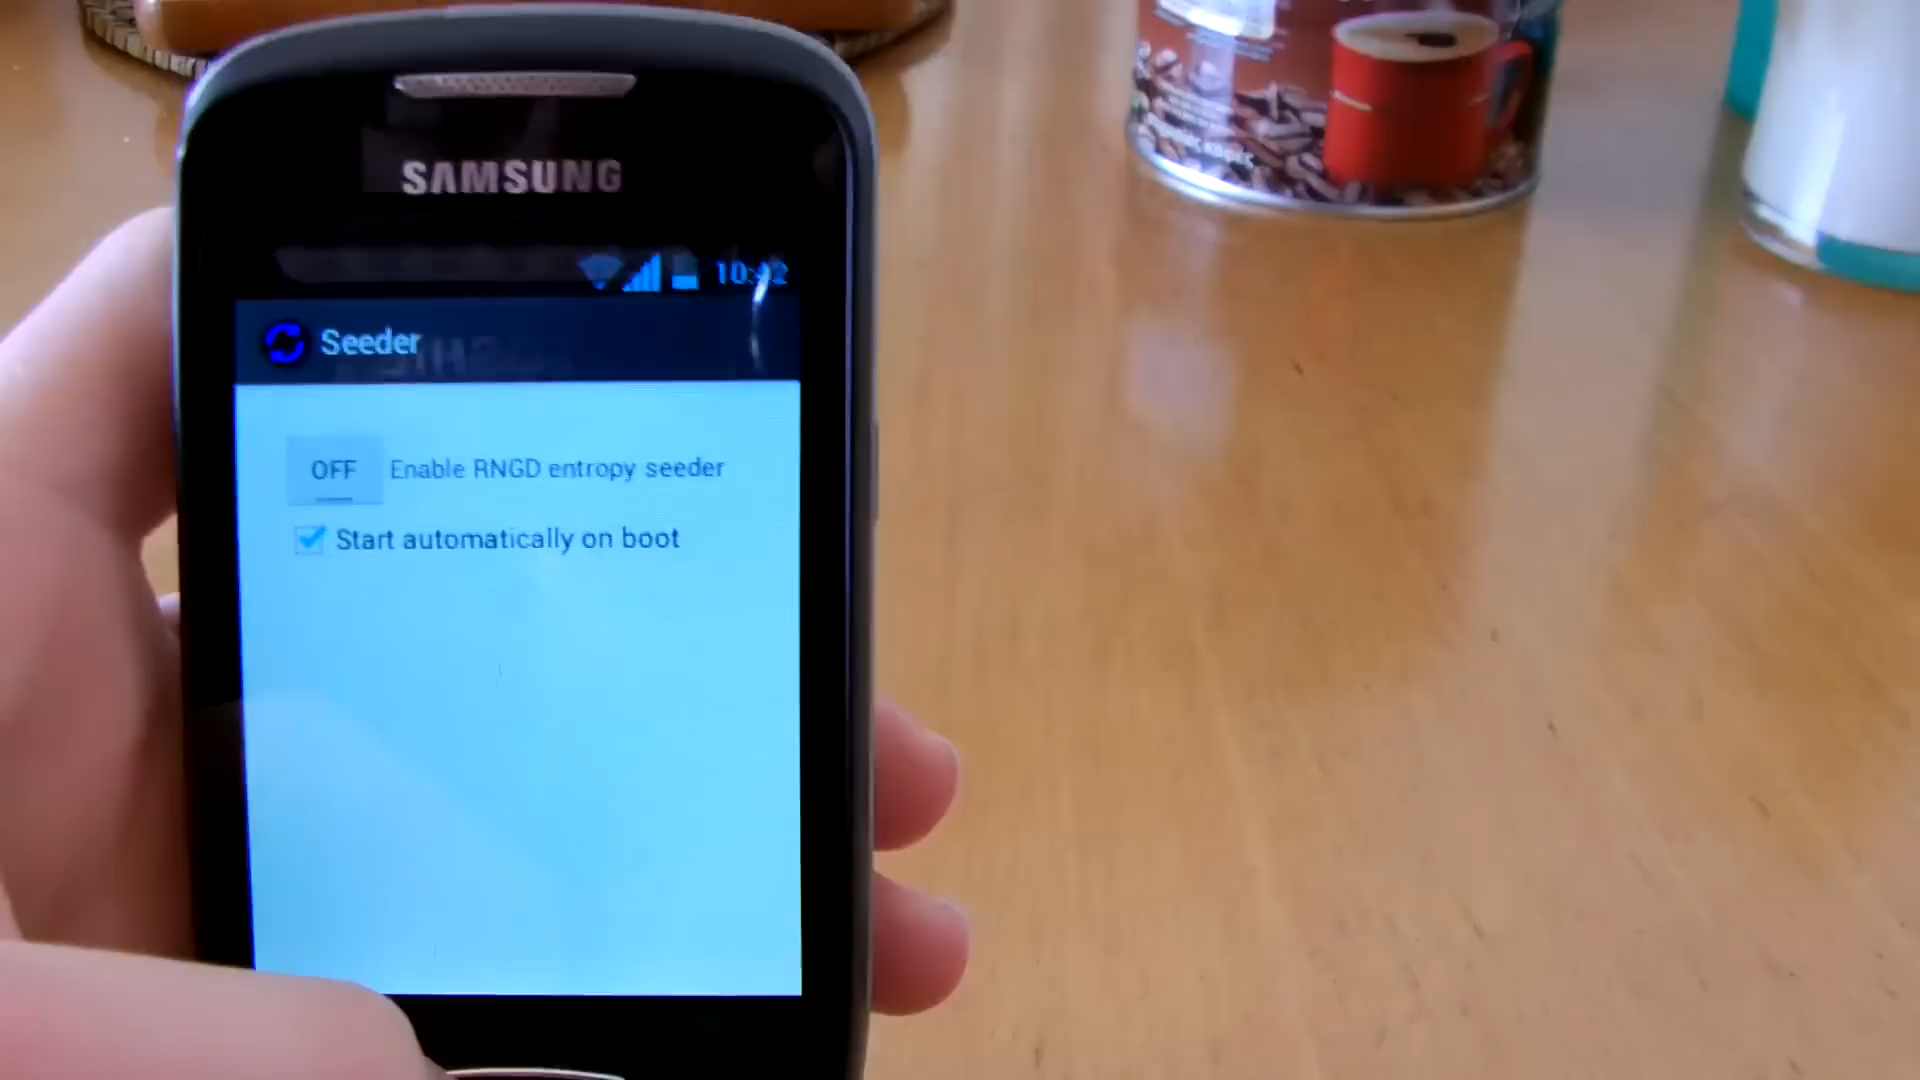 SAMSUNG
10:42
Seeder
OFF Enable RNGD entropy seeder
Start automatically on boot